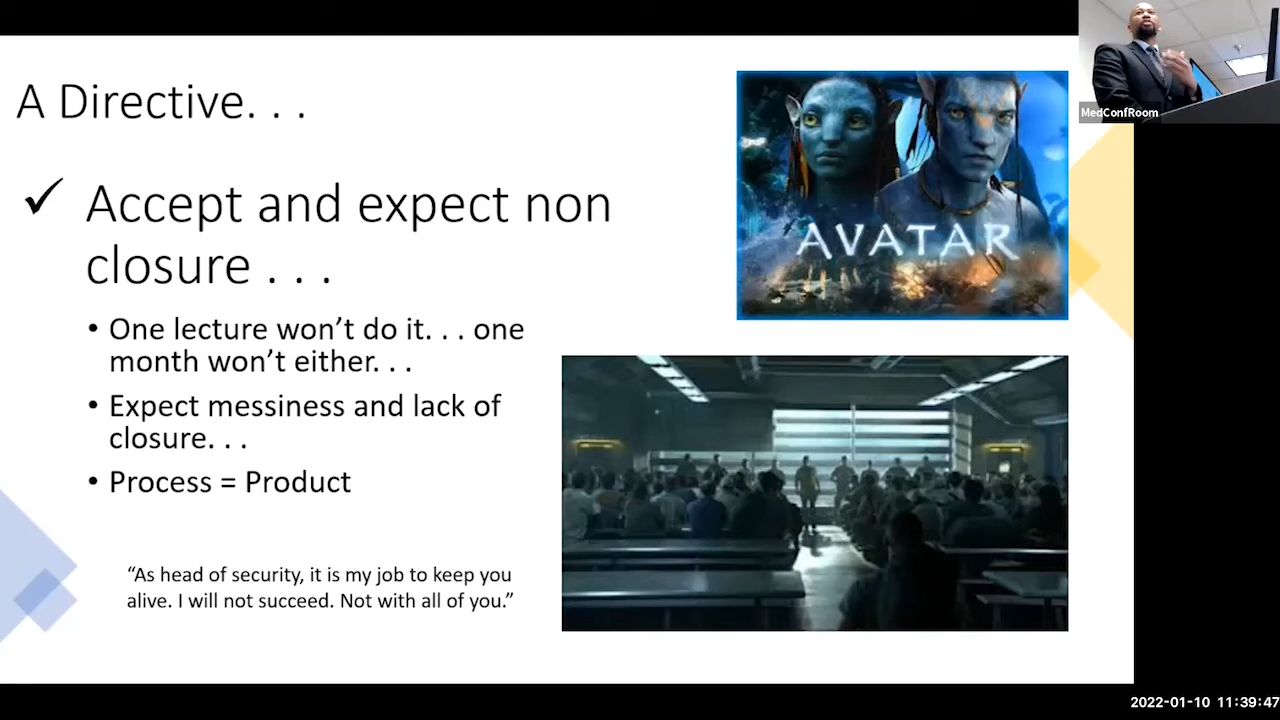 A Directive. . .
✓ Accept and expect non
closure . . .
• One lecture won’t do it. . . one
month won’t either. . .
• Expect messiness and lack of
closure. . .
• Process = Product
“As head of security, it is my job to keep you
alive. I will not succeed. Not with all of you.”
AVATAR
MedConfRoom
2022-01-10 11:39:47